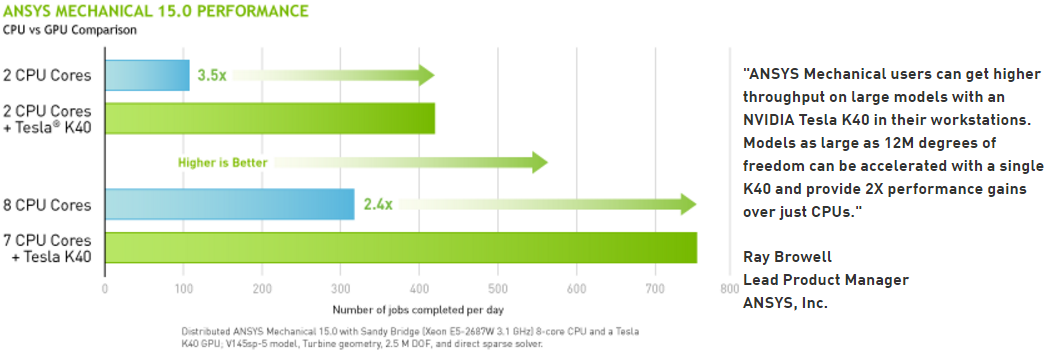 ANSYS MECHANICAL 15.0 PERFORMANCE
CPU vs GPU Comparison
2 CPU Cores
3.5x
2 CPU Cores
+ Tesla® K40
Higher is Better
8 CPU Cores
2.4x
7 CPU Cores
+ Tesla K40
0 100 200 300 400 500 600 700 800
Number of jobs completed per day
Distributed ANSYS Mechanical 15.0 with Sandy Bridge (Xeon E5-2687W 3.1 GHz) 8-core CPU and a Tesla
K40 GPU; V145sp-5 model, Turbine geometry, 2.5 M DOF, and direct sparse solver.
"ANSYS Mechanical users can get higher
throughput on large models with an
NVIDIA Tesla K40 in their workstations.
Models as large as 12M degrees of
freedom can be accelerated with a single
K40 and provide 2X performance gains
over just CPUs."
Ray Browell
Lead Product Manager
ANSYS, Inc.